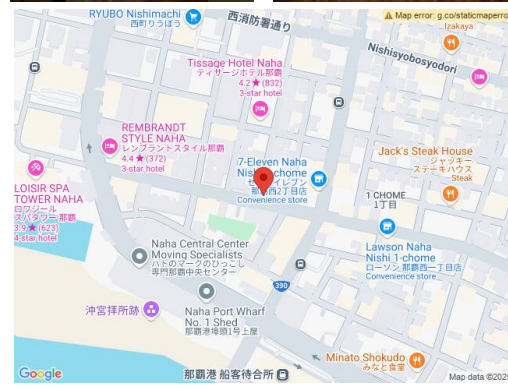 RYUBO Nishimachi
西町りうぼう
西消防署通り
⚠ Map error: g.co/staticmaperro
Izakaya
Nishisyobosyodori
Tissage Hotel Naha
ティサージホテル那覇
4.2★(832)
3-star hotel
REMBRANDT
STYLE NAHA
レンブラントスタイル那覇
4.4★(372)
3-star hotel
7-Eleven Naha
Nishi
-chome
那覇西2丁目店
Convenience store
Jack's Steak House
ジャッキー
ステーキハウス
Steak
LOISIR SPA
TOWER NAHA
ロワジール
スパタワー 那覇
3.9★(623)
4-star hotel
1 CHOME
1丁目
Lawson Naha
Nishi 1-chome
ローソン 那覇西一丁目店
Convenience store
Naha Central Center
Moving Specialists
ハトのマークのひっこし
専門那覇中央センター
390
沖宮拝所跡
Naha Port Wharf
No. 1 Shed
那覇港埠頭1号上屋
Minato Shokudo
みなと食堂
那覇港 船客待合所
Google
Map data ©2025